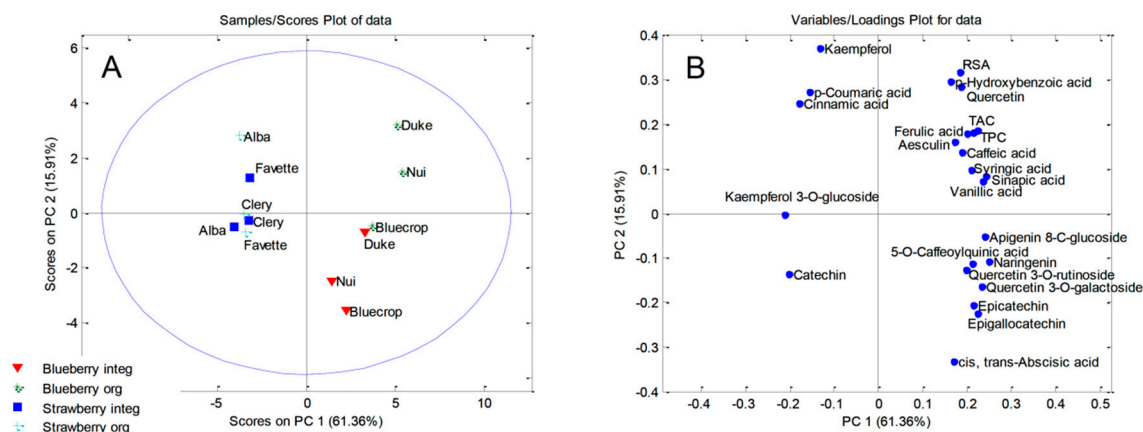 Samples/Scores Plot of data
A
6
4
2
0
-2
-4
-5
0
5
10
Scores on PC 2 (15.91%)
Scores on PC 1 (61.36%)
Duke
Alba
Nui
Favette
Clery
Clery
Alba
Favette
Bluecrop
Duke
Nui
Bluecrop
Blueberry integ
Blueberry org
Strawberry integ
Strawberry org
Variables/Loadings Plot for data
B
0.4
0.3
0.2
0.1
0
-0.1
-0.2
-0.3
-0.4
-0.4
-0.3
-0.2
-0.1
0
0.1
0.2
0.3
0.4
0.5
PC 2 (15.91%)
PC 1 (61.36%)
Kaempferol
RSA
p-Hydroxybenzoic acid
Quercetin
p-Coumaric acid
Cinnamic acid
TAC
Ferulic acid
TPC
Aesculin
Caffeic acid
Syringic acid
Sinapic acid
Vanillic acid
Kaempferol 3-O-glucoside
Apigenin 8-C-glucoside
5-O-Caffeoylquinic acid
Naringenin
Catechin
Quercetin 3-O-rutinoside
Quercetin 3-O-galactoside
Epicatechin
Epigallocatechin
cis, trans-Abscisic acid